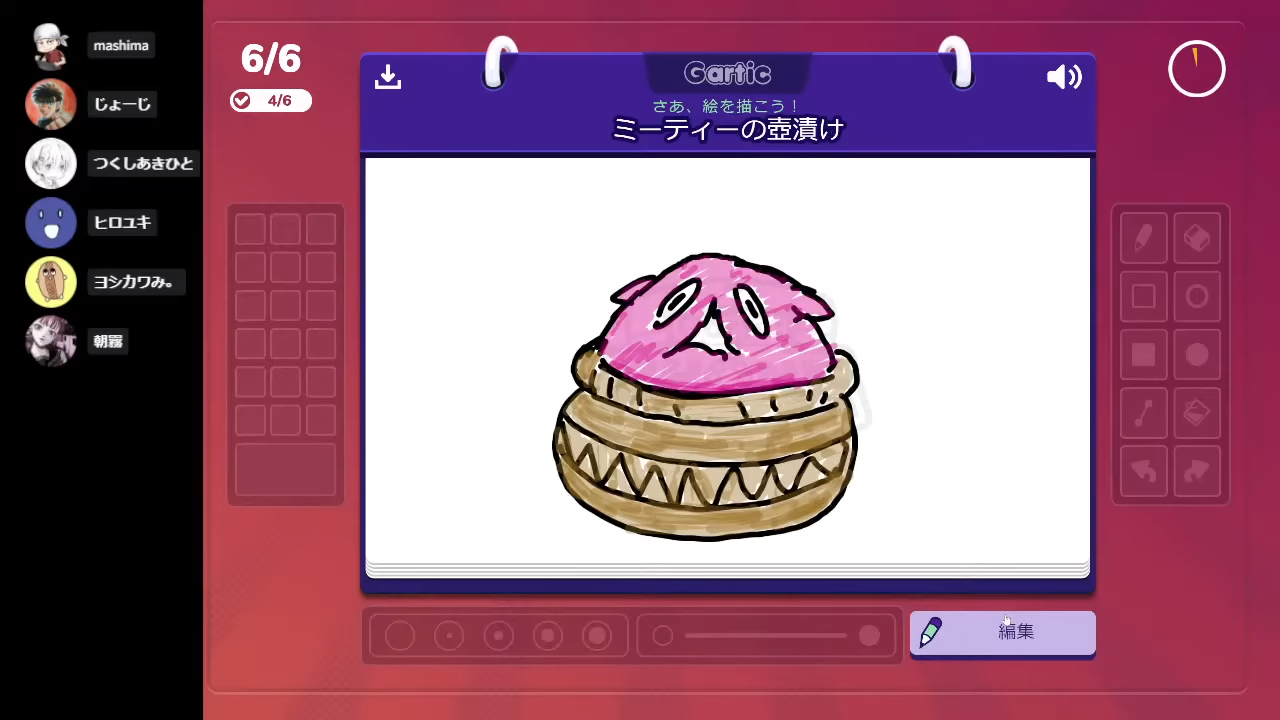 mashima
じょーじ
つくしあきひと
ヒロユキ
ヨシカワみ。
朝霧
6/6
4/6
Gartic
さあ、絵を描こう！
ミーティーの壺漬け
編集